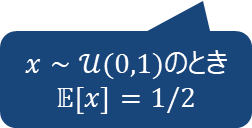 x ~ 𝒰(0,1)のとき
𝔼[x] = 1/2